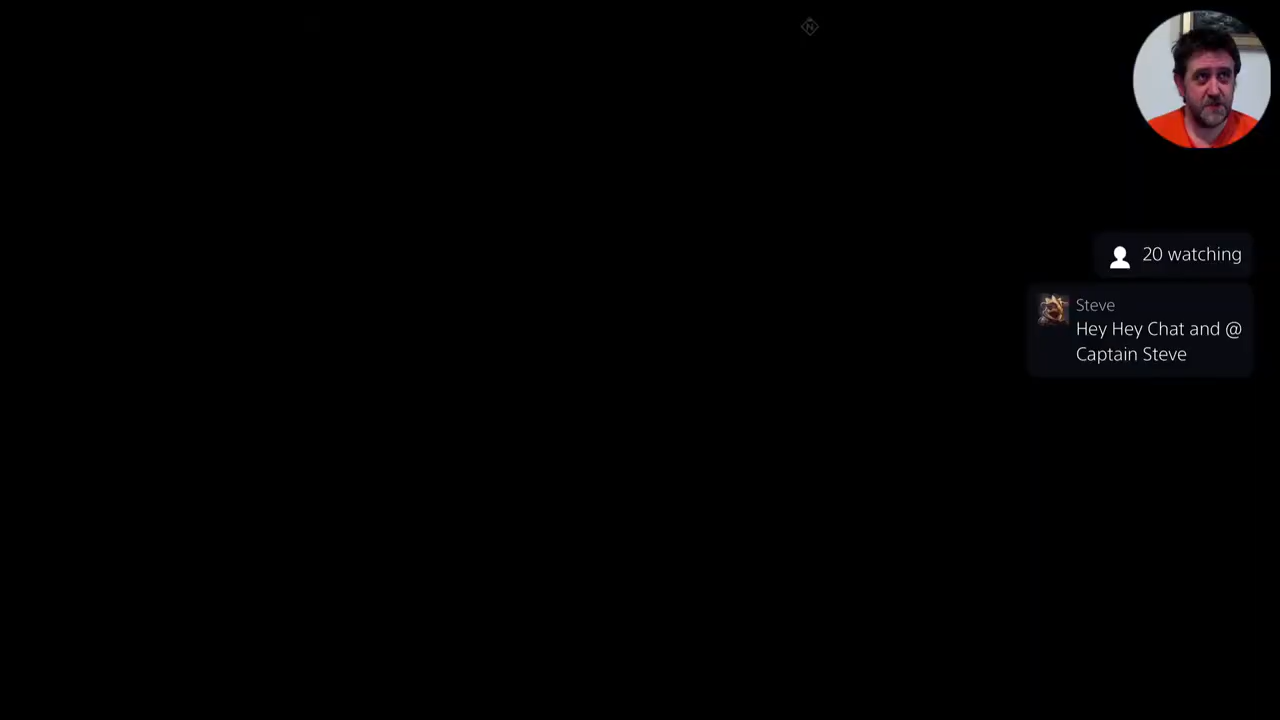 N
20 watching
Steve
Hey Hey Chat and @
Captain Steve